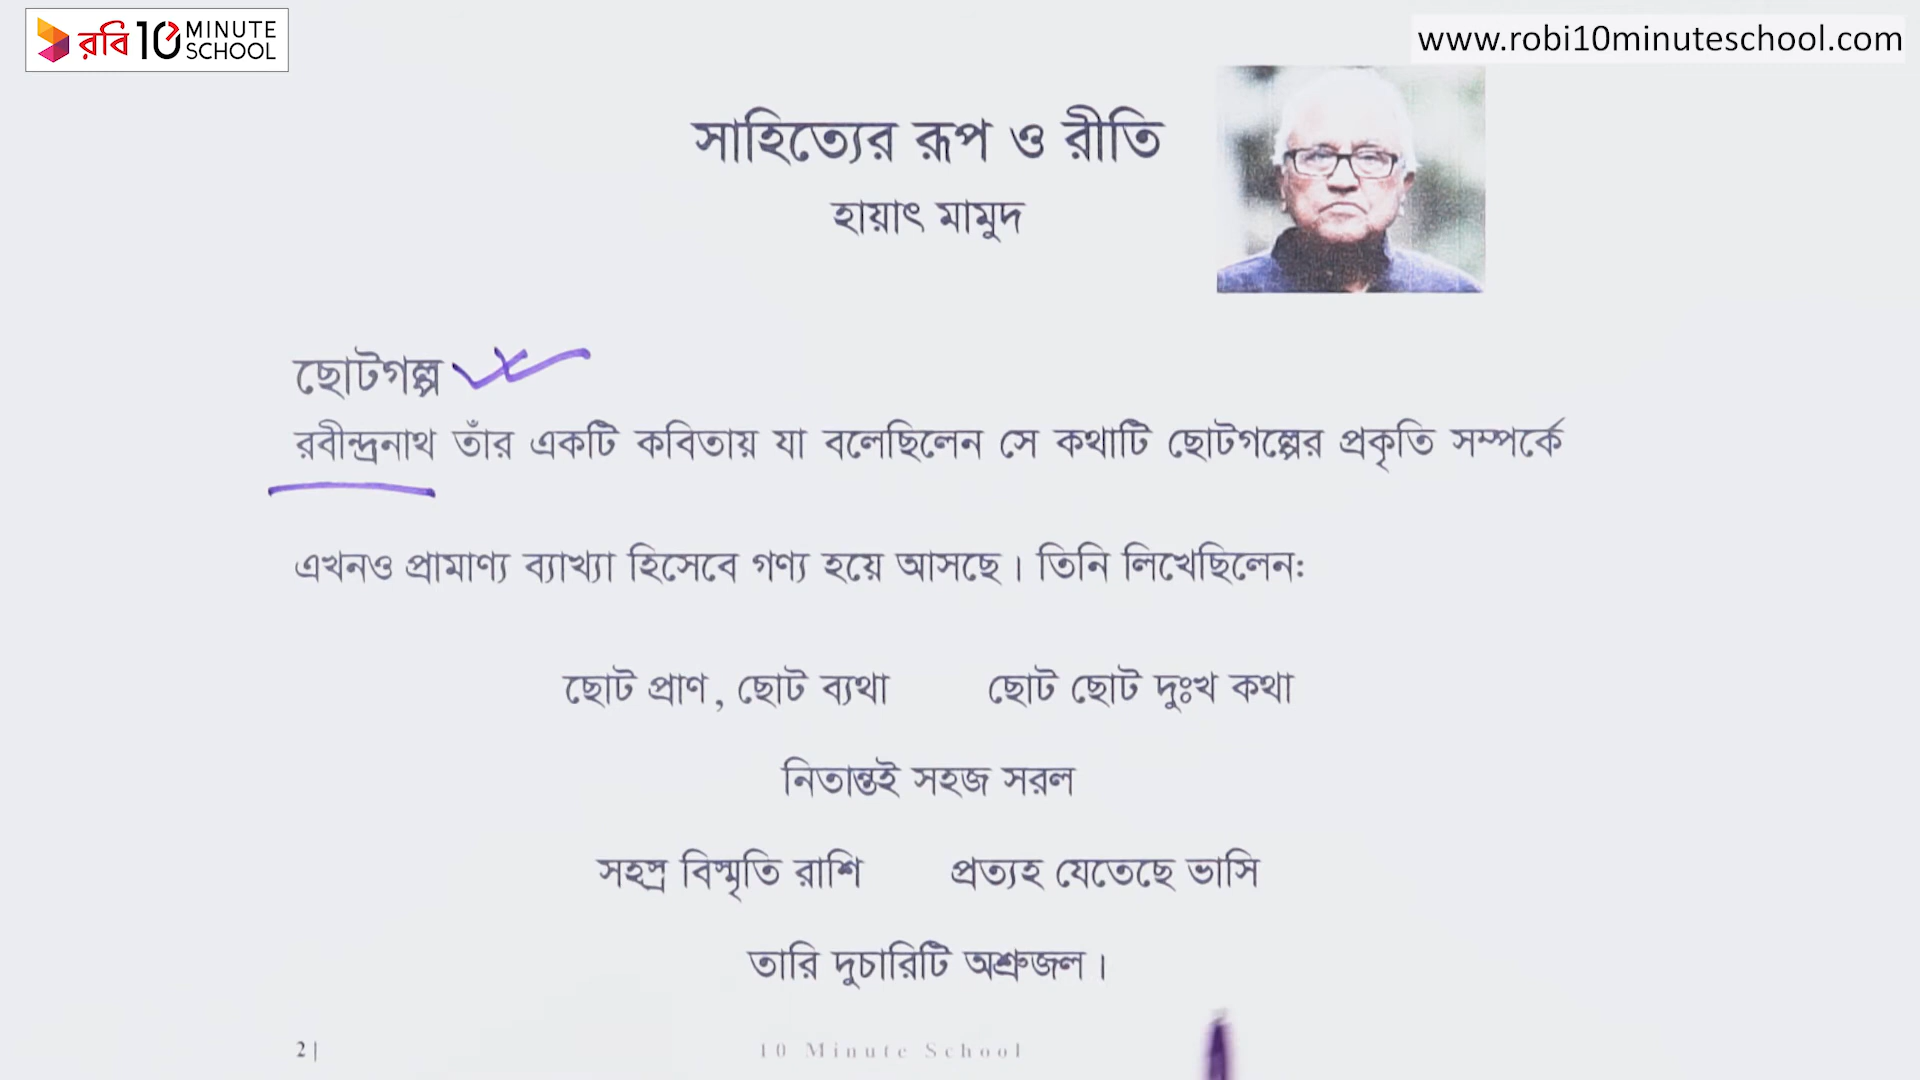 রবি 10 MINUTE SCHOOL
www.robi10minuteschool.com
সাহিত্যের রূপ ও রীতি
হায়াৎ মামুদ
ছোটগল্প
রবীন্দ্রনাথ তাঁর একটি কবিতায় যা বলেছিলেন সে কথাটি ছোটগল্পের প্রকৃতি সম্পর্কে
এখনও প্রামাণ্য ব্যাখ্যা হিসেবে গণ্য হয়ে আসছে। তিনি লিখেছিলেন:
ছোট প্রাণ, ছোট ব্যথা ছোট ছোট দুঃখ কথা
নিতান্তই সহজ সরল
সহস্র বিস্মৃতি রাশি প্রত্যহ যেতেছে ভাসি
তারি দুচারিটি অশ্রুজল।
2| 10 Minute School